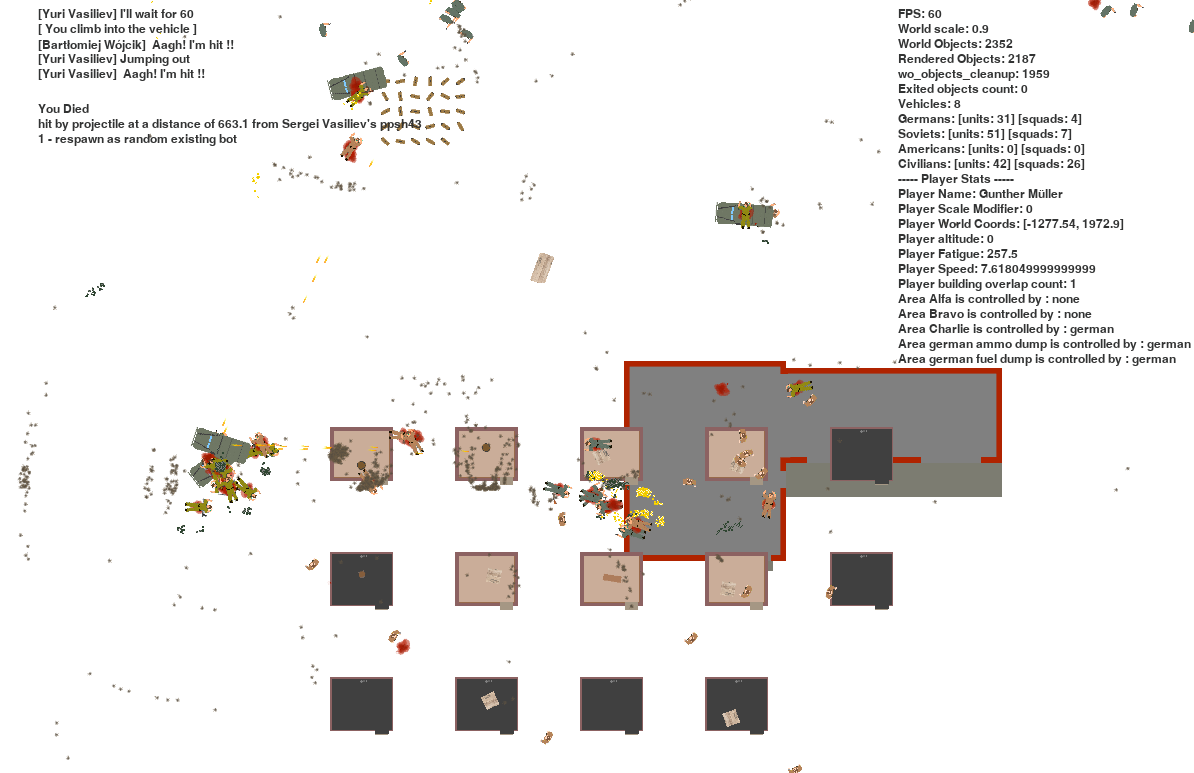 [Yuri Vasiliev] I'll wait for 60
[ You climb into the vehicle ]
[Bartłomiej Wójcik]  Aagh! I'm hit !!
[Yuri Vasiliev] Jumping out
[Yuri Vasiliev]  Aagh! I'm hit !!
You Died
hit by projectile at a distance of 663.1 from Sergei Vasiliev's ppsh43
1 - respawn as random existing bot
FPS: 60
World scale: 0.9
World Objects: 2352
Rendered Objects: 2187
wo_objects_cleanup: 1959
Exited objects count: 0
Vehicles: 8
Germans: [units: 31] [squads: 4]
Soviets: [units: 51] [squads: 7]
Americans: [units: 0] [squads: 0]
Civilians: [units: 42] [squads: 26]
----- Player Stats -----
Player Name: Gunther Müller
Player Scale Modifier: 0
Player World Coords: [-1277.54, 1972.9]
Player altitude: 0
Player Fatigue: 257.5
Player Speed: 7.618049999999999
Player building overlap count: 1
Area Alfa is controlled by : none
Area Bravo is controlled by : none
Area Charlie is controlled by : german
Area german ammo dump is controlled by : german
Area german fuel dump is controlled by : german